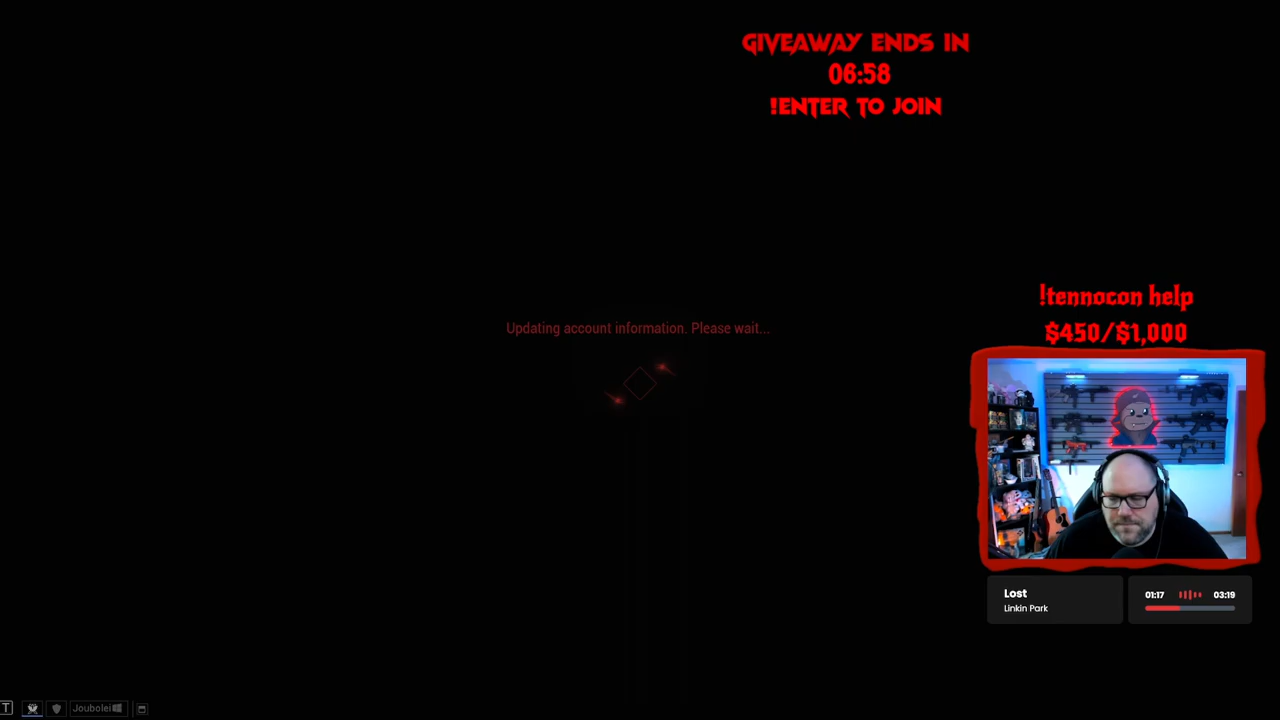 GIVEAWAY ENDS IN
06:58
!ENTER TO JOIN
!tennocon help
$450/$1,000
Updating account information. Please wait...
Lost
Linkin Park
01:17
03:19
T
Joubolei